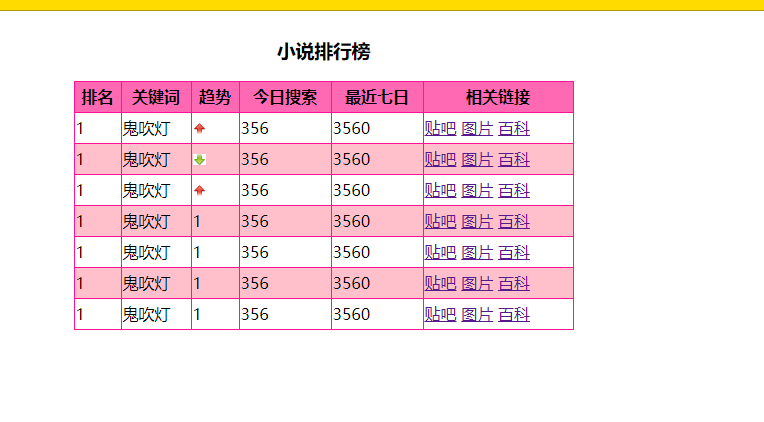 小说排行榜
排名 关键词 趋势 今日搜索 最近七日 相关链接
1 鬼吹灯 356 3560 贴吧 图片 百科
1 鬼吹灯 356 3560 贴吧 图片 百科
1 鬼吹灯 356 3560 贴吧 图片 百科
1 鬼吹灯 1 356 3560 贴吧 图片 百科
1 鬼吹灯 1 356 3560 贴吧 图片 百科
1 鬼吹灯 1 356 3560 贴吧 图片 百科
1 鬼吹灯 1 356 3560 贴吧 图片 百科